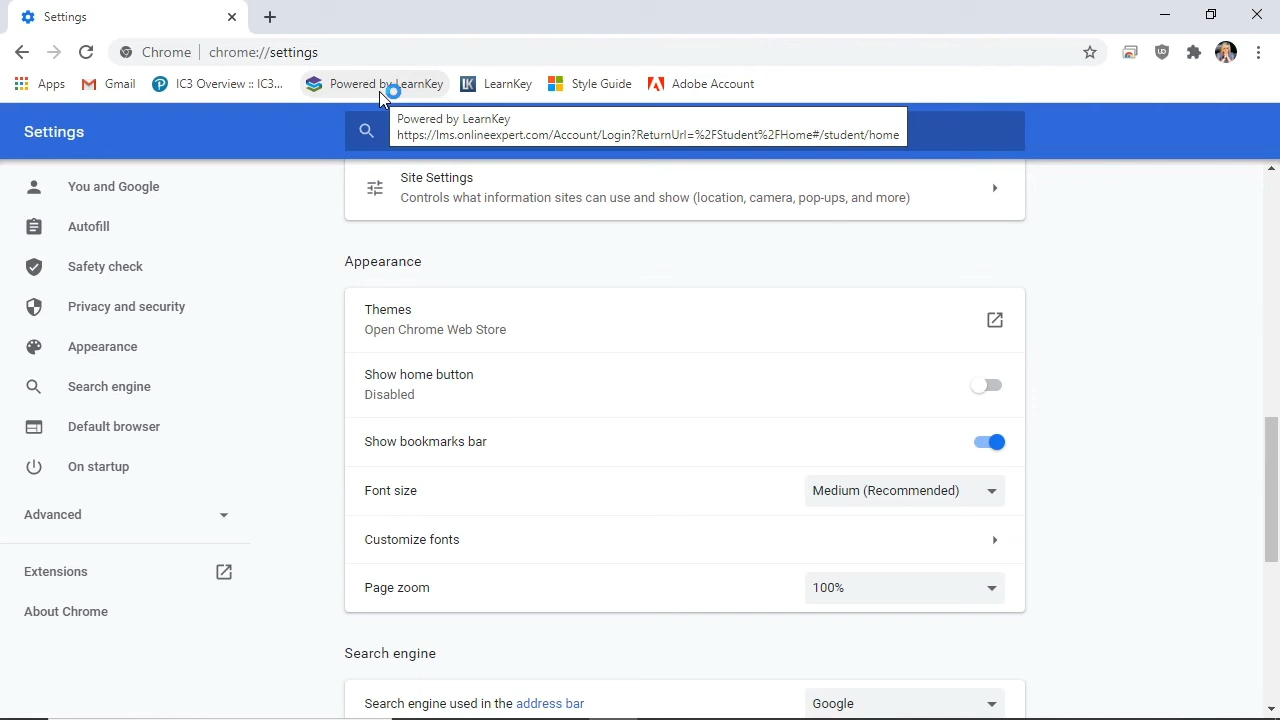 Settings
Chrome
chrome://settings
Apps
Gmail
IC3 Overview :: IC3...
Powered by LearnKey
LearnKey
Style Guide
Adobe Account
Settings
Powered by LearnKey
https://lms.onlineexpert.com/Account/Login?ReturnUrl=%2FStudent%2FHome#/student/home
You and Google
Autofill
Safety check
Privacy and security
Appearance
Search engine
Default browser
On startup
Advanced
Extensions
About Chrome
Site Settings
Controls what information sites can use and show (location, camera, pop-ups, and more)
Appearance
Themes
Open Chrome Web Store
Show home button
Disabled
Show bookmarks bar
Font size
Medium (Recommended)
Customize fonts
Page zoom
100%
Search engine
Search engine used in the address bar
Google